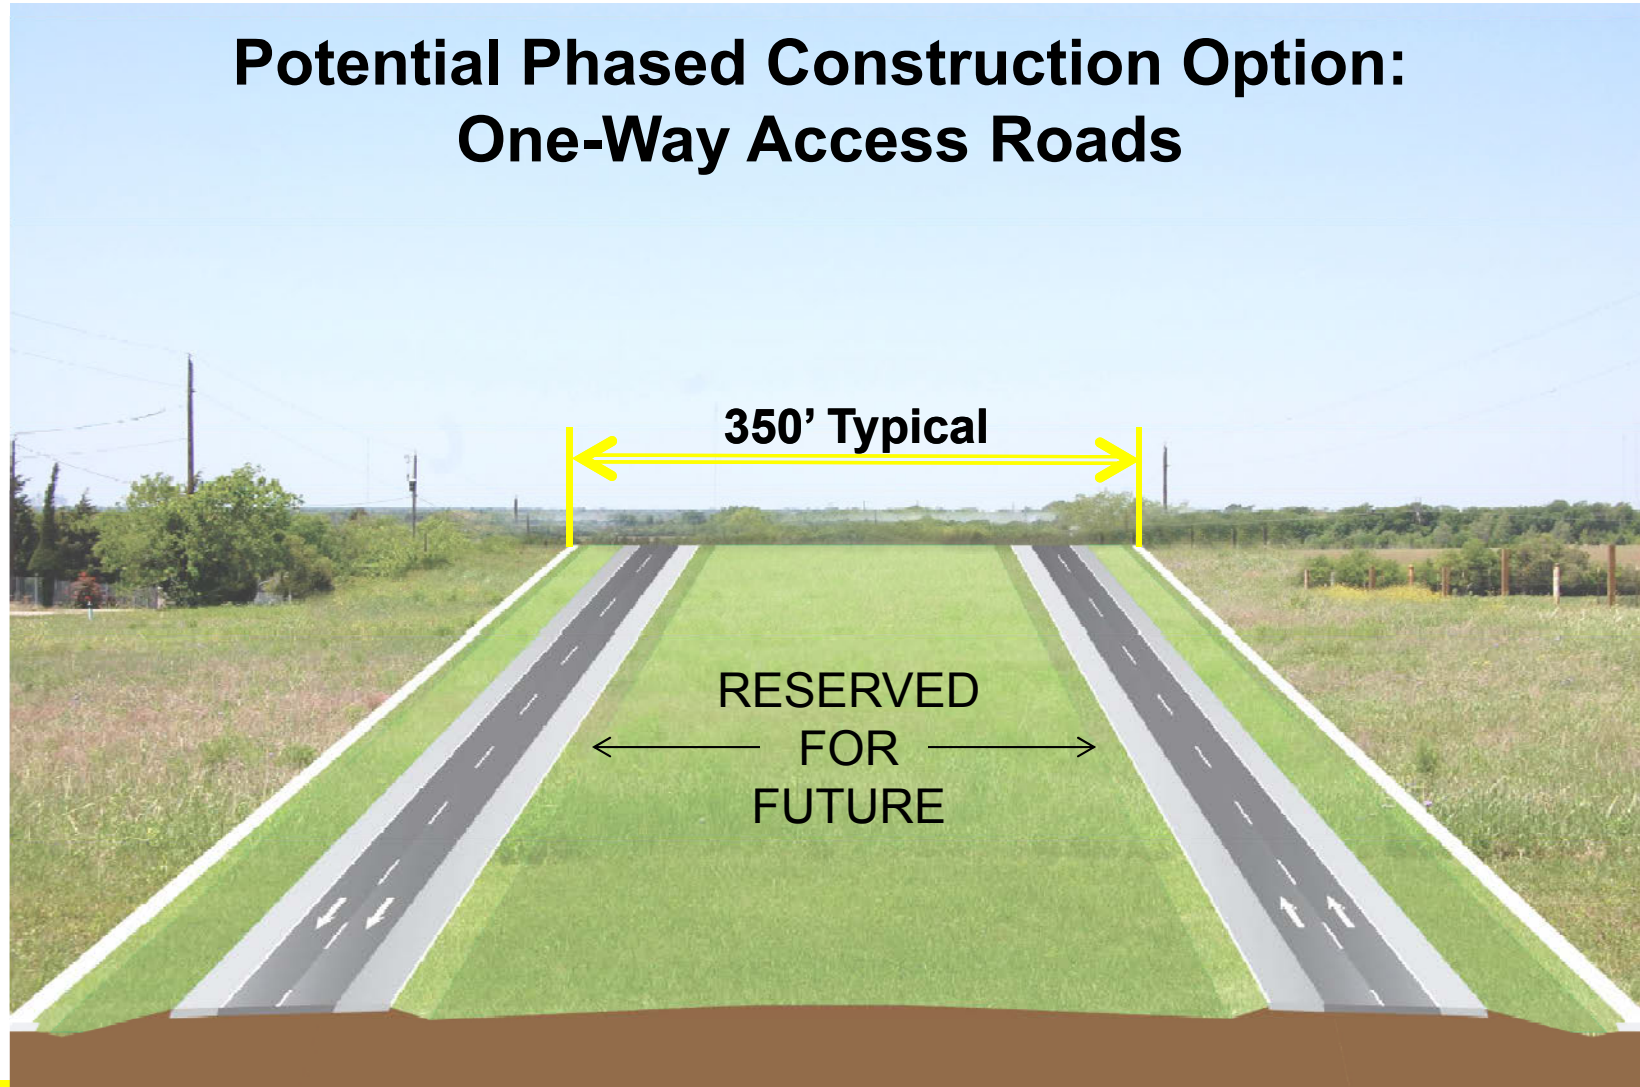 Potential Phased Construction Option:
One-Way Access Roads
350’ Typical
RESERVED
FOR
FUTURE